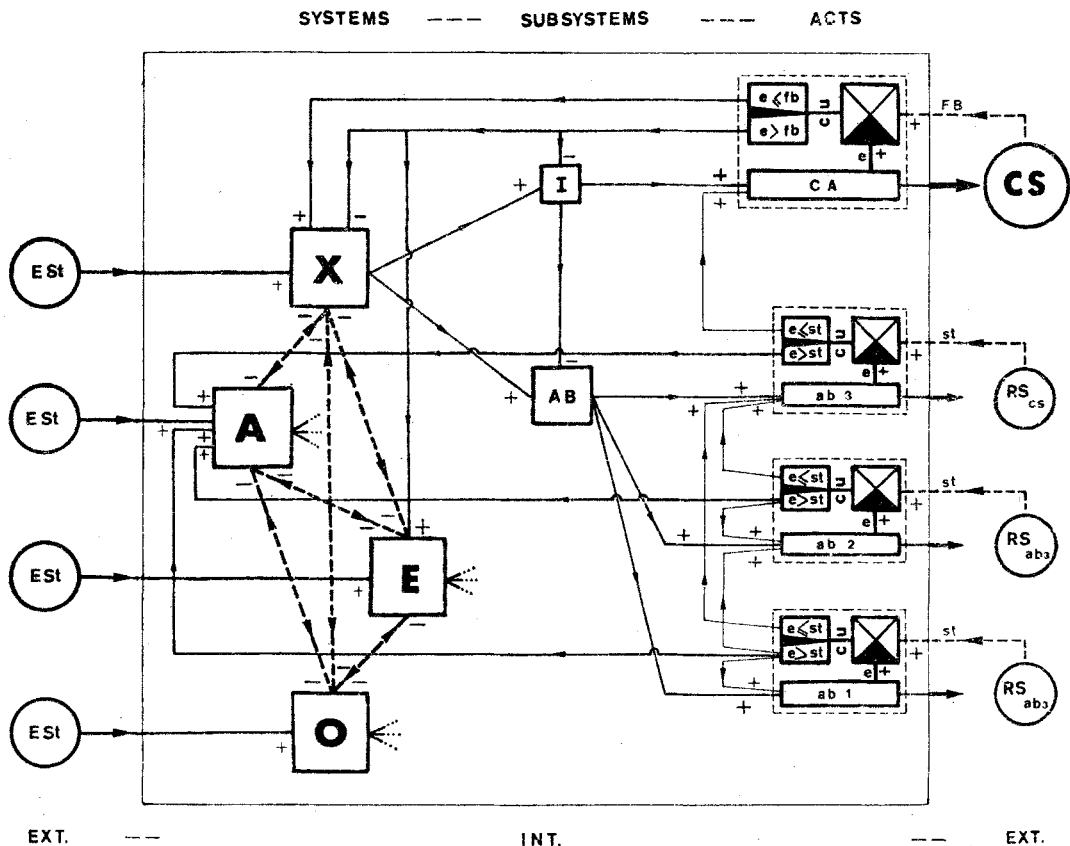 SYSTEMS --- SUBSYSTEMS ---- ACTS
e ⩽ fb
e > fb
CU
e +
+
FB
CA
+
+
CS
I
+
−
ESt
X
+
+
−
−
−
−
e⩽st
e>st
CU
e +
+
st
ab 3
+
+
+
RS cs
AB
+
−
ESt
A
+
+
+
+
−
−
−
e⩽st
e>st
CU
e +
+
st
ab 2
+
+
+
RS ab3
ESt
E
+
+
−
−
−
e⩽st
e>st
CU
e +
+
st
ab 1
+
+
RS ab3
ESt
O
+
−
−
−
EXT. -- INT. -- EXT.